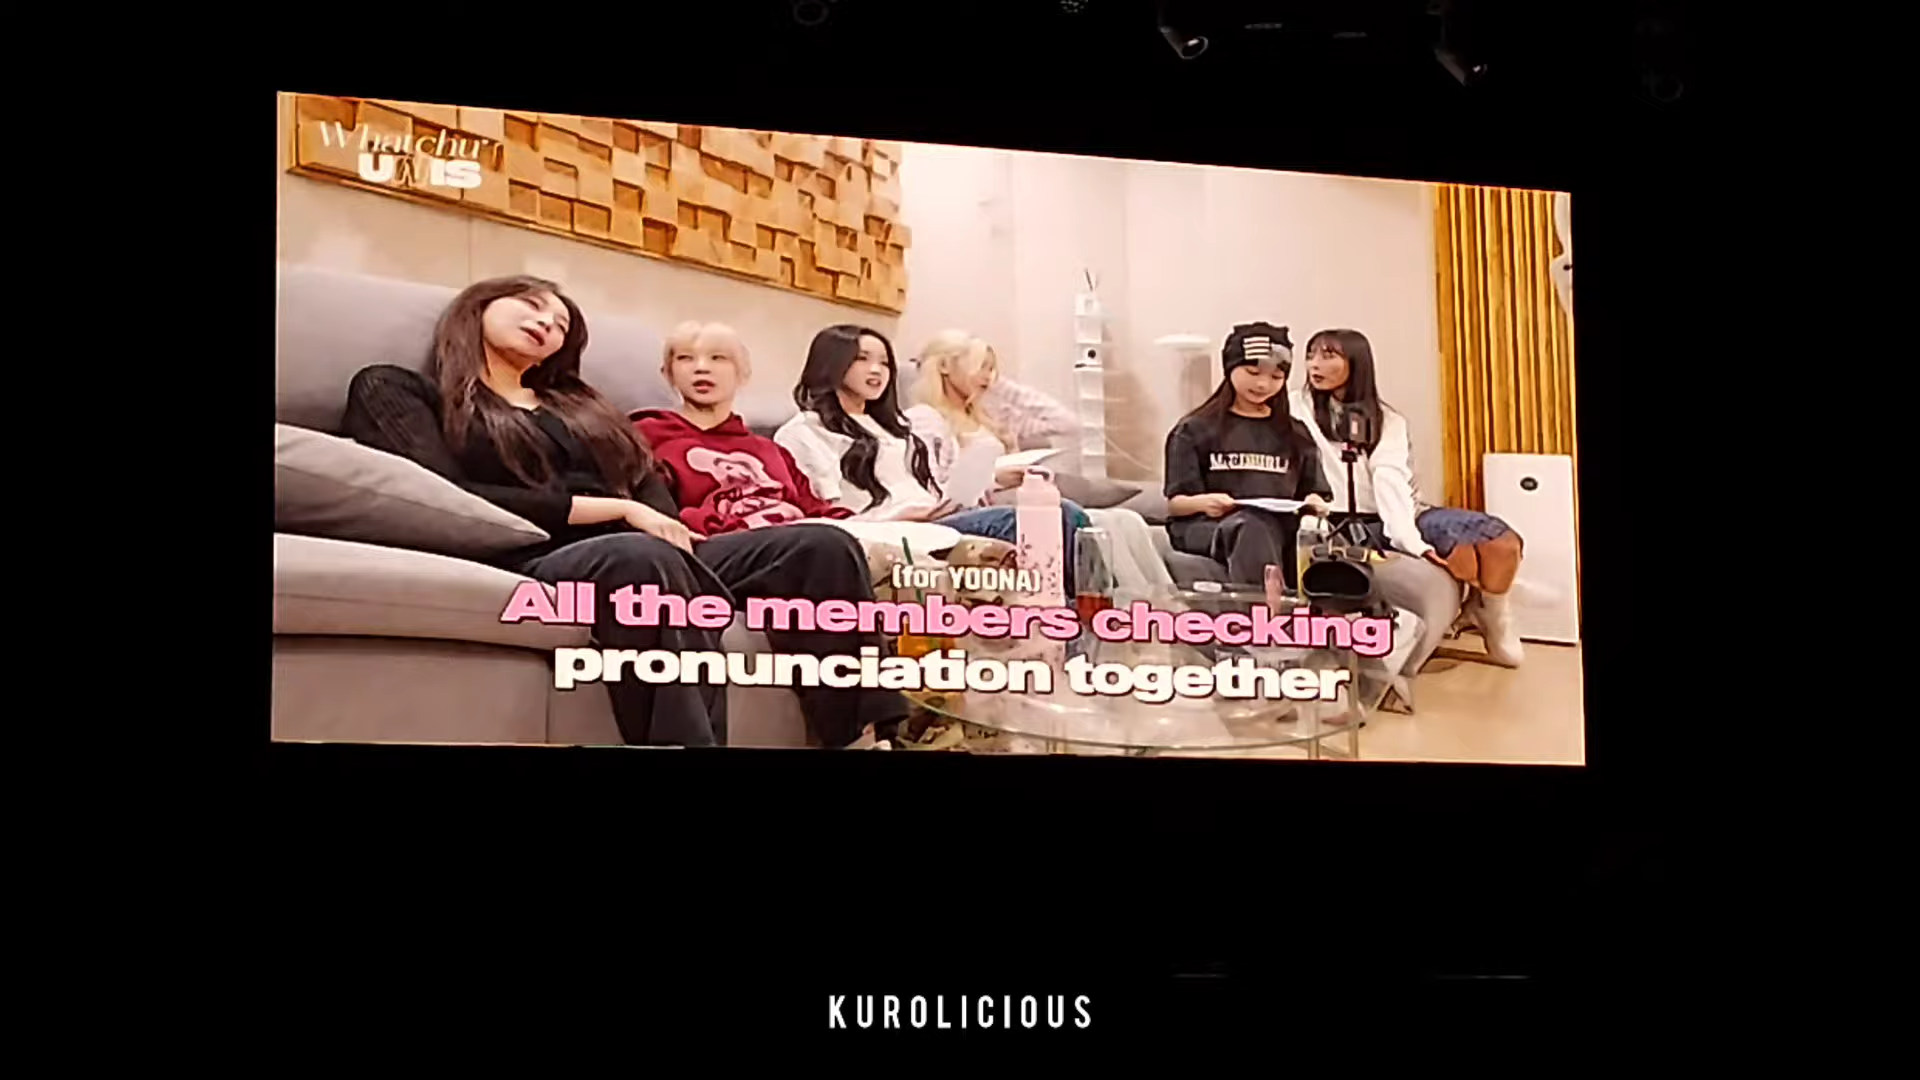 Whatchu
UNIS
(for YOONA)
All the members checking
pronunciation together
KUROLICIOUS